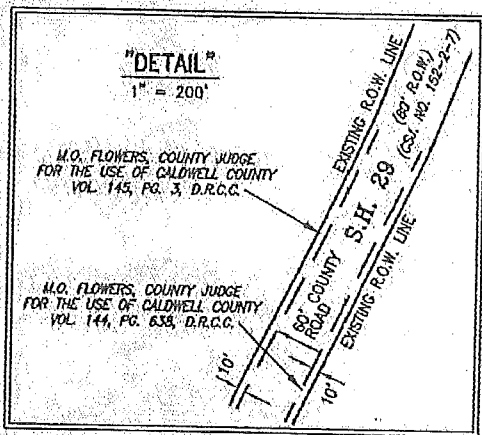 "DETAIL"
1" = 200'
M.O. FLOWERS, COUNTY JUDGE
FOR THE USE OF CALDWELL COUNTY
VOL. 145, PG. 3, D.R.C.C.
M.O. FLOWERS, COUNTY JUDGE
FOR THE USE OF CALDWELL COUNTY
VOL. 144, PG. 638, D.R.C.C.
EXISTING R.O.W. LINE
S.H. 29
(80' R.O.W.)
(CSJ. NO. 152-2-7)
60' COUNTY
ROAD
EXISTING R.O.W. LINE
10'
10'